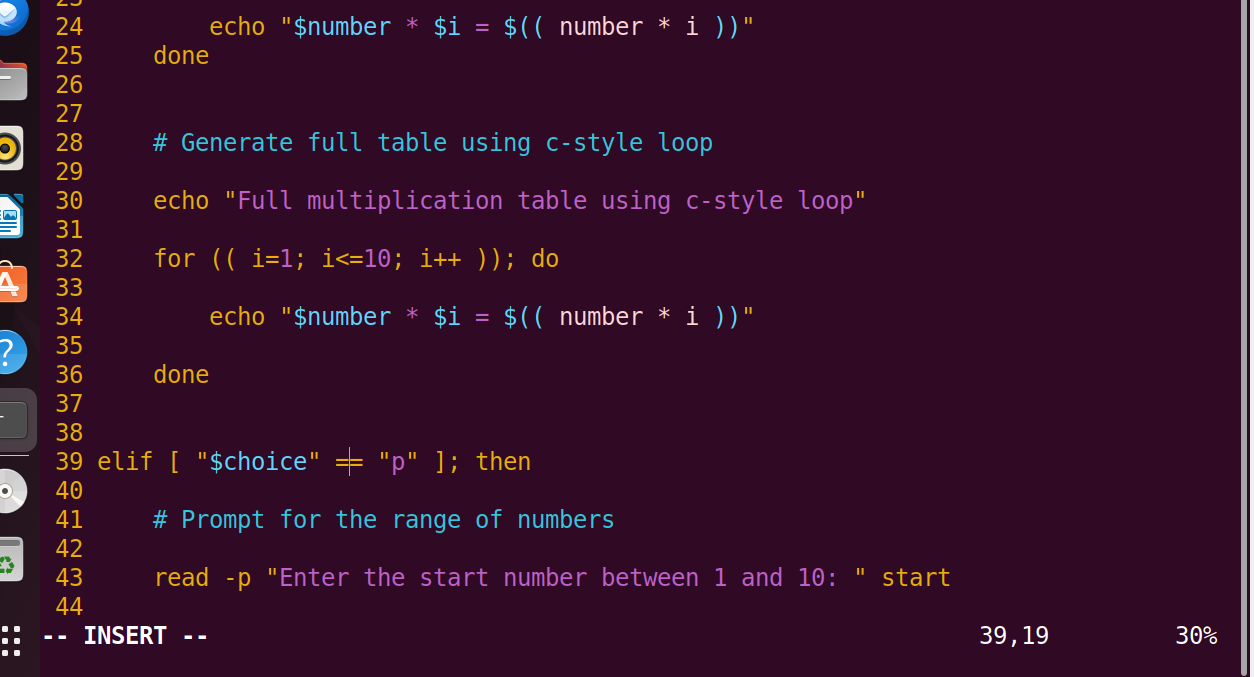 23
24         echo "$number * $i = $(( number * i ))"
25     done
26
27
28     # Generate full table using c-style loop
29
30     echo "Full multiplication table using c-style loop"
31
32     for (( i=1; i<=10; i++ )); do
33
34         echo "$number * $i = $(( number * i ))"
35
36     done
37
38
39 elif [ "$choice" == "p" ]; then
40
41     # Prompt for the range of numbers
42
43     read -p "Enter the start number between 1 and 10: " start
44
-- INSERT --                    39,19         30%